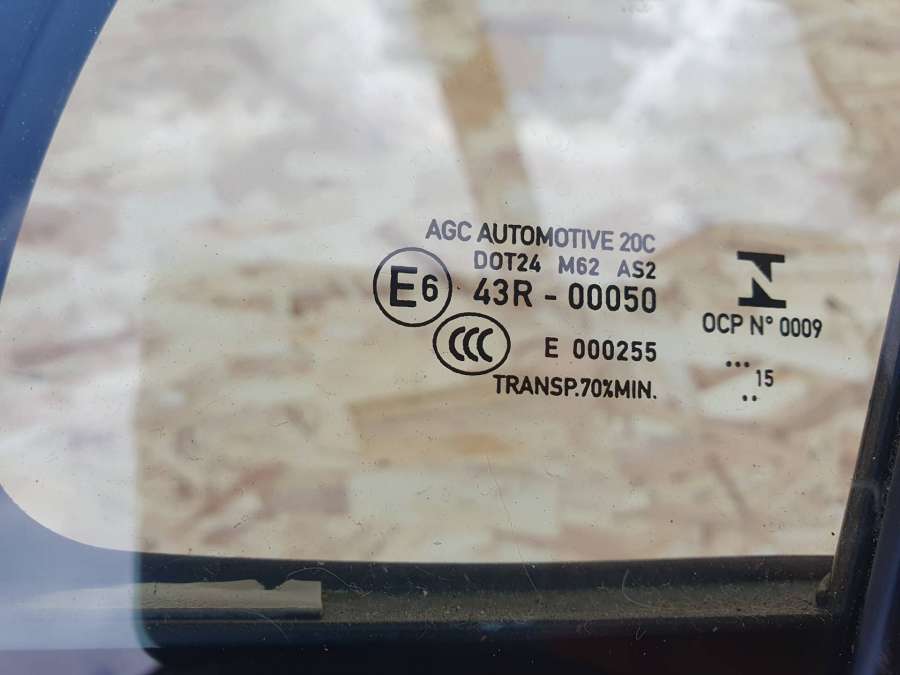 AGC AUTOMOTIVE 20C
DOT24 M62 AS2
E6 43R - 00050
CCC E 000255
TRANSP.70%MIN.
OCP N° 0009
...
15
..